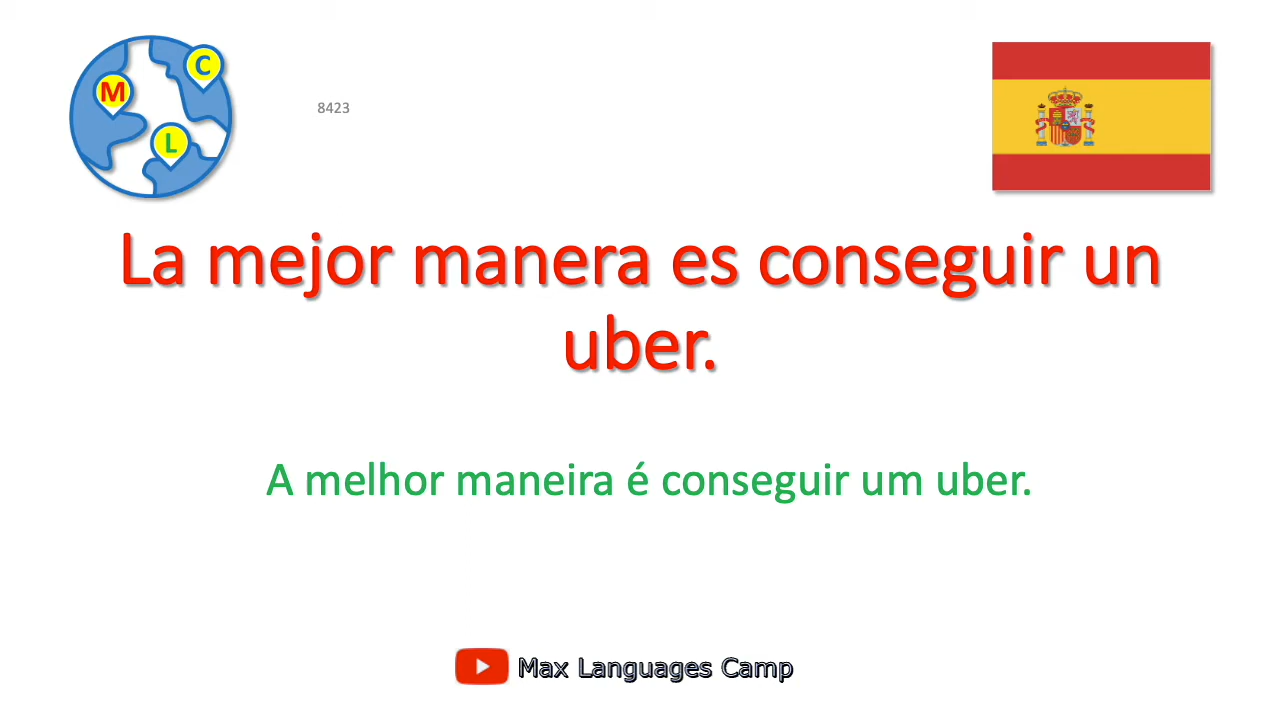 C
M
L
8423
La mejor manera es conseguir un
uber.
A melhor maneira é conseguir um uber.
Max Languages Camp